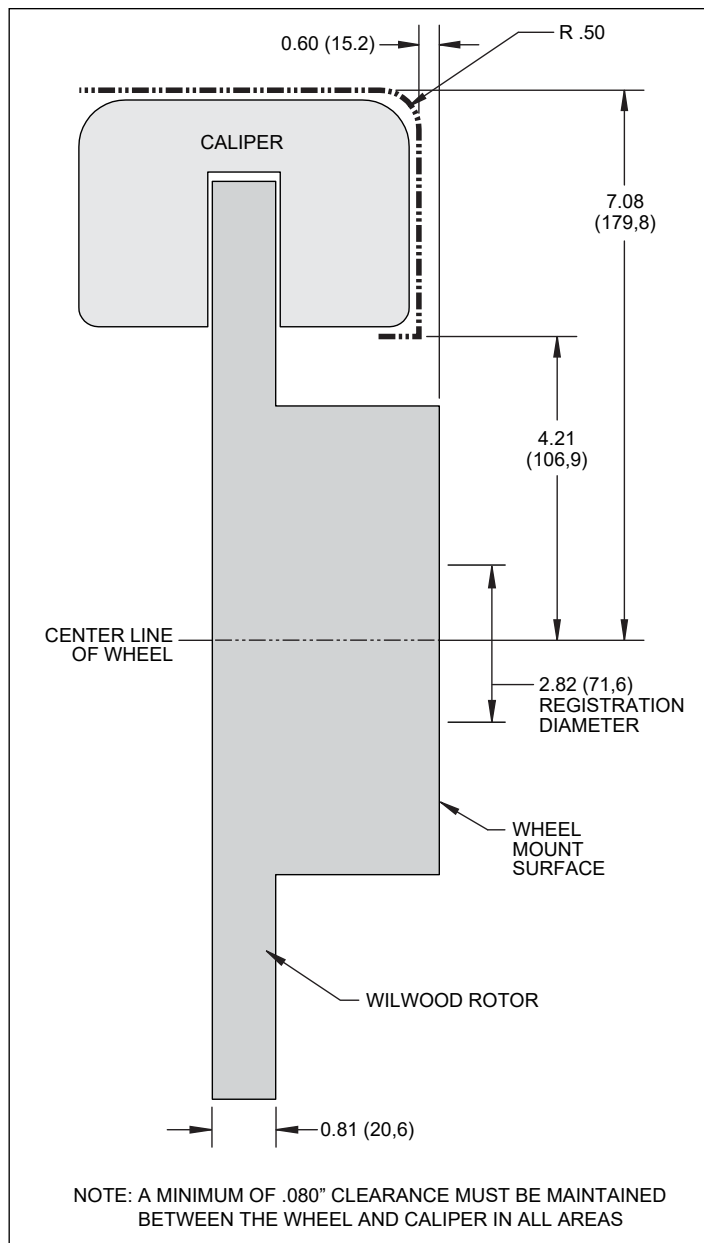 0.60 (15.2)
R .50
CALIPER
7.08
(179,8)
4.21
(106,9)
CENTER LINE
OF WHEEL
2.82 (71,6)
REGISTRATION
DIAMETER
WHEEL
MOUNT
SURFACE
WILWOOD ROTOR
0.81 (20,6)
NOTE: A MINIMUM OF .080" CLEARANCE MUST BE MAINTAINED
BETWEEN THE WHEEL AND CALIPER IN ALL AREAS